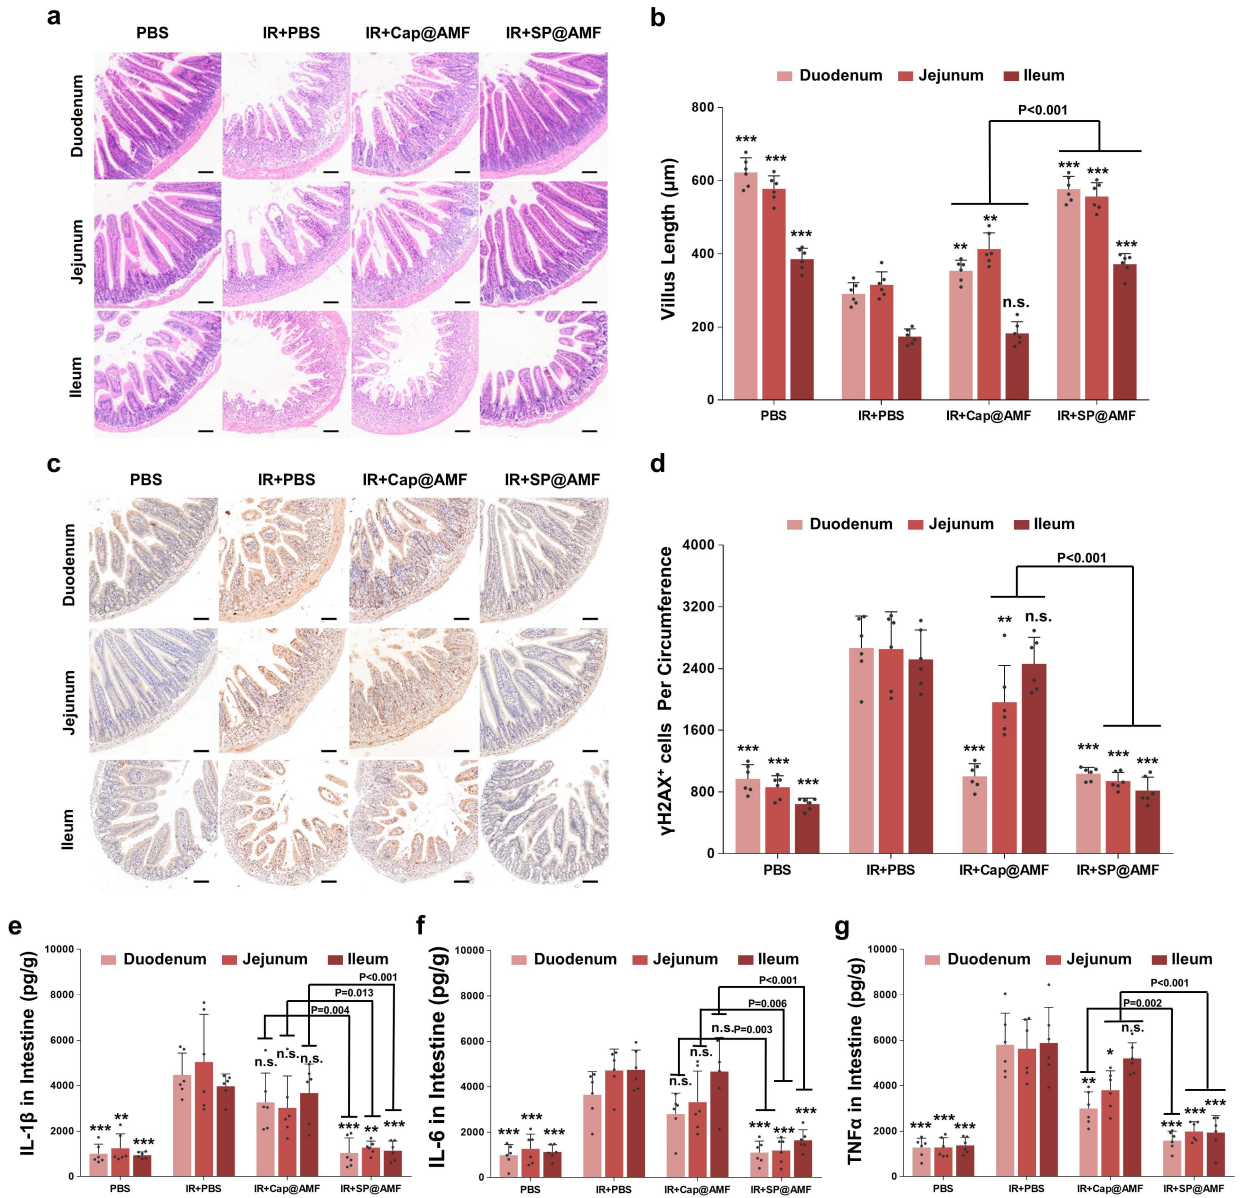 a
PBS IR+PBS IR+Cap@AMF IR+SP@AMF
Duodenum
Jejunum
Ileum
b
Duodenum Jejunum Ileum
P<0.001
Villus Length (μm)
800
600
400
200
0
*** *** ***
** ** n.s.
*** *** ***
PBS IR+PBS IR+Cap@AMF IR+SP@AMF
c
PBS IR+PBS IR+Cap@AMF IR+SP@AMF
Duodenum
Jejunum
Ileum
d
Duodenum Jejunum Ileum
P<0.001
γH2AX⁺ cells Per Circumference
4000
3200
2400
1600
800
0
*** *** ***
*** ** n.s.
*** *** ***
PBS IR+PBS IR+Cap@AMF IR+SP@AMF
e
Duodenum Jejunum Ileum
P<0.001
P=0.013
P=0.004
IL-1β in Intestine (pg/g)
10000
8000
6000
4000
2000
0
*** ** ***
n.s. n.s. n.s.
*** ** ***
PBS IR+PBS IR+Cap@AMF IR+SP@AMF
f
Duodenum Jejunum Ileum
P<0.001
P=0.006
P=0.003
IL-6 in Intestine (pg/g)
10000
8000
6000
4000
2000
0
*** ***
n.s. n.s. n.s.
*** *** ***
PBS IR+PBS IR+Cap@AMF IR+SP@AMF
g
Duodenum Jejunum Ileum
P<0.001
P=0.002
TNFα in Intestine (pg/g)
10000
8000
6000
4000
2000
0
*** *** ***
** * n.s.
*** *** ***
PBS IR+PBS IR+Cap@AMF IR+SP@AMF